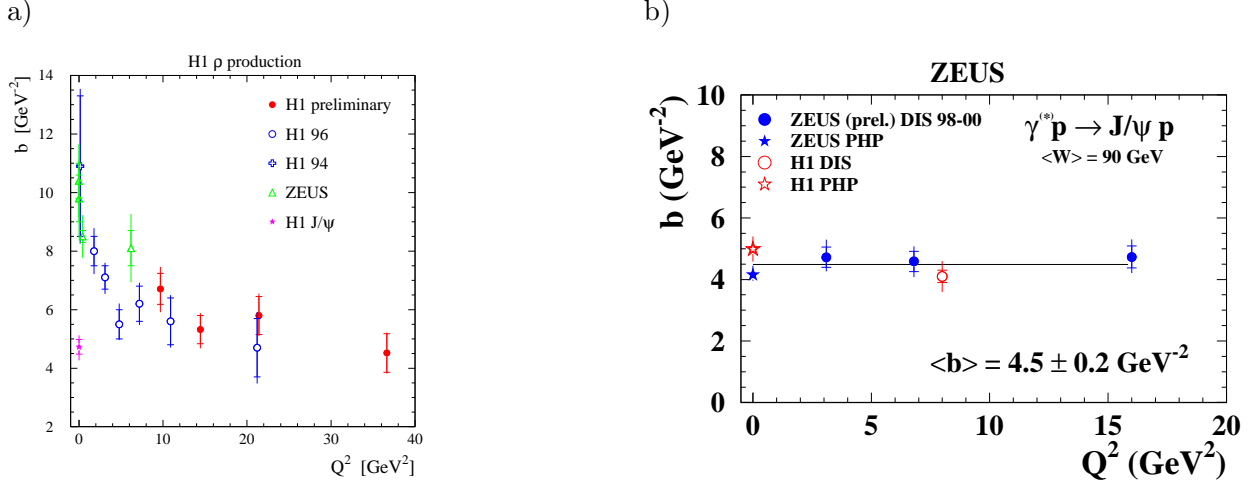 a)
H1 ρ production
b [GeV⁻²]
14
12
10
8
6
4
2
H1 preliminary
H1 96
H1 94
ZEUS
H1 J/ψ
0 10 20 30 40
Q² [GeV²]
b)
ZEUS
b (GeV⁻²)
10
8
6
4
2
0
ZEUS (prel.) DIS 98-00
ZEUS PHP
H1 DIS
H1 PHP
γ⁽*⁾p → J/ψ p
<W> = 90 GeV
<b> = 4.5 ± 0.2 GeV⁻²
0 5 10 15 20
Q² (GeV²)